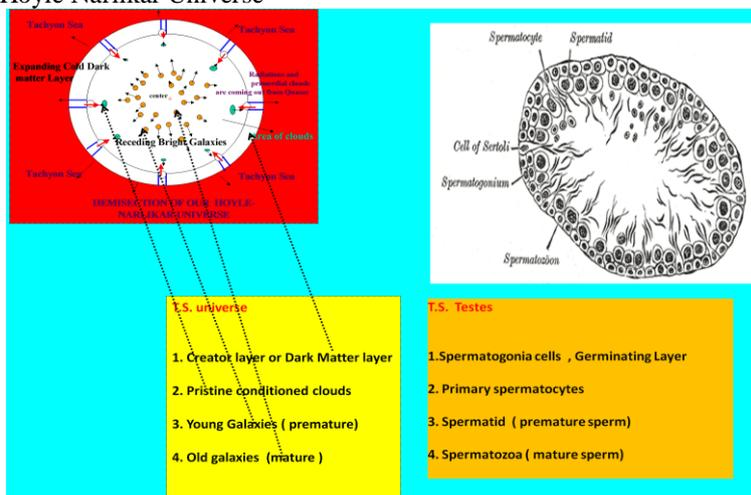 Hoyle Narlikar Universe
Tachyon Sea
Tachyon Sea
Expanding Cold Dark
matter Layer
Radiations and
primordial clouds
are coming out from Quasar
center
Receding Bright Galaxies
Area of clouds
Tachyon Sea
Tachyon Sea
HEMISECTION OF OUR HOYLE-
NARLIKAR UNIVERSE
Spermatocyte
Spermatid
Cell of Sertoli
Spermatogonium
Spermatozoön
T.S. universe
1. Creator layer or Dark Matter layer
2. Pristine conditioned clouds
3. Young Galaxies ( premature)
4. Old galaxies (mature )
T.S. Testes
1.Spermatogonia cells , Germinating Layer
2. Primary spermatocytes
3. Spermatid ( premature sperm)
4. Spermatozoa ( mature sperm)